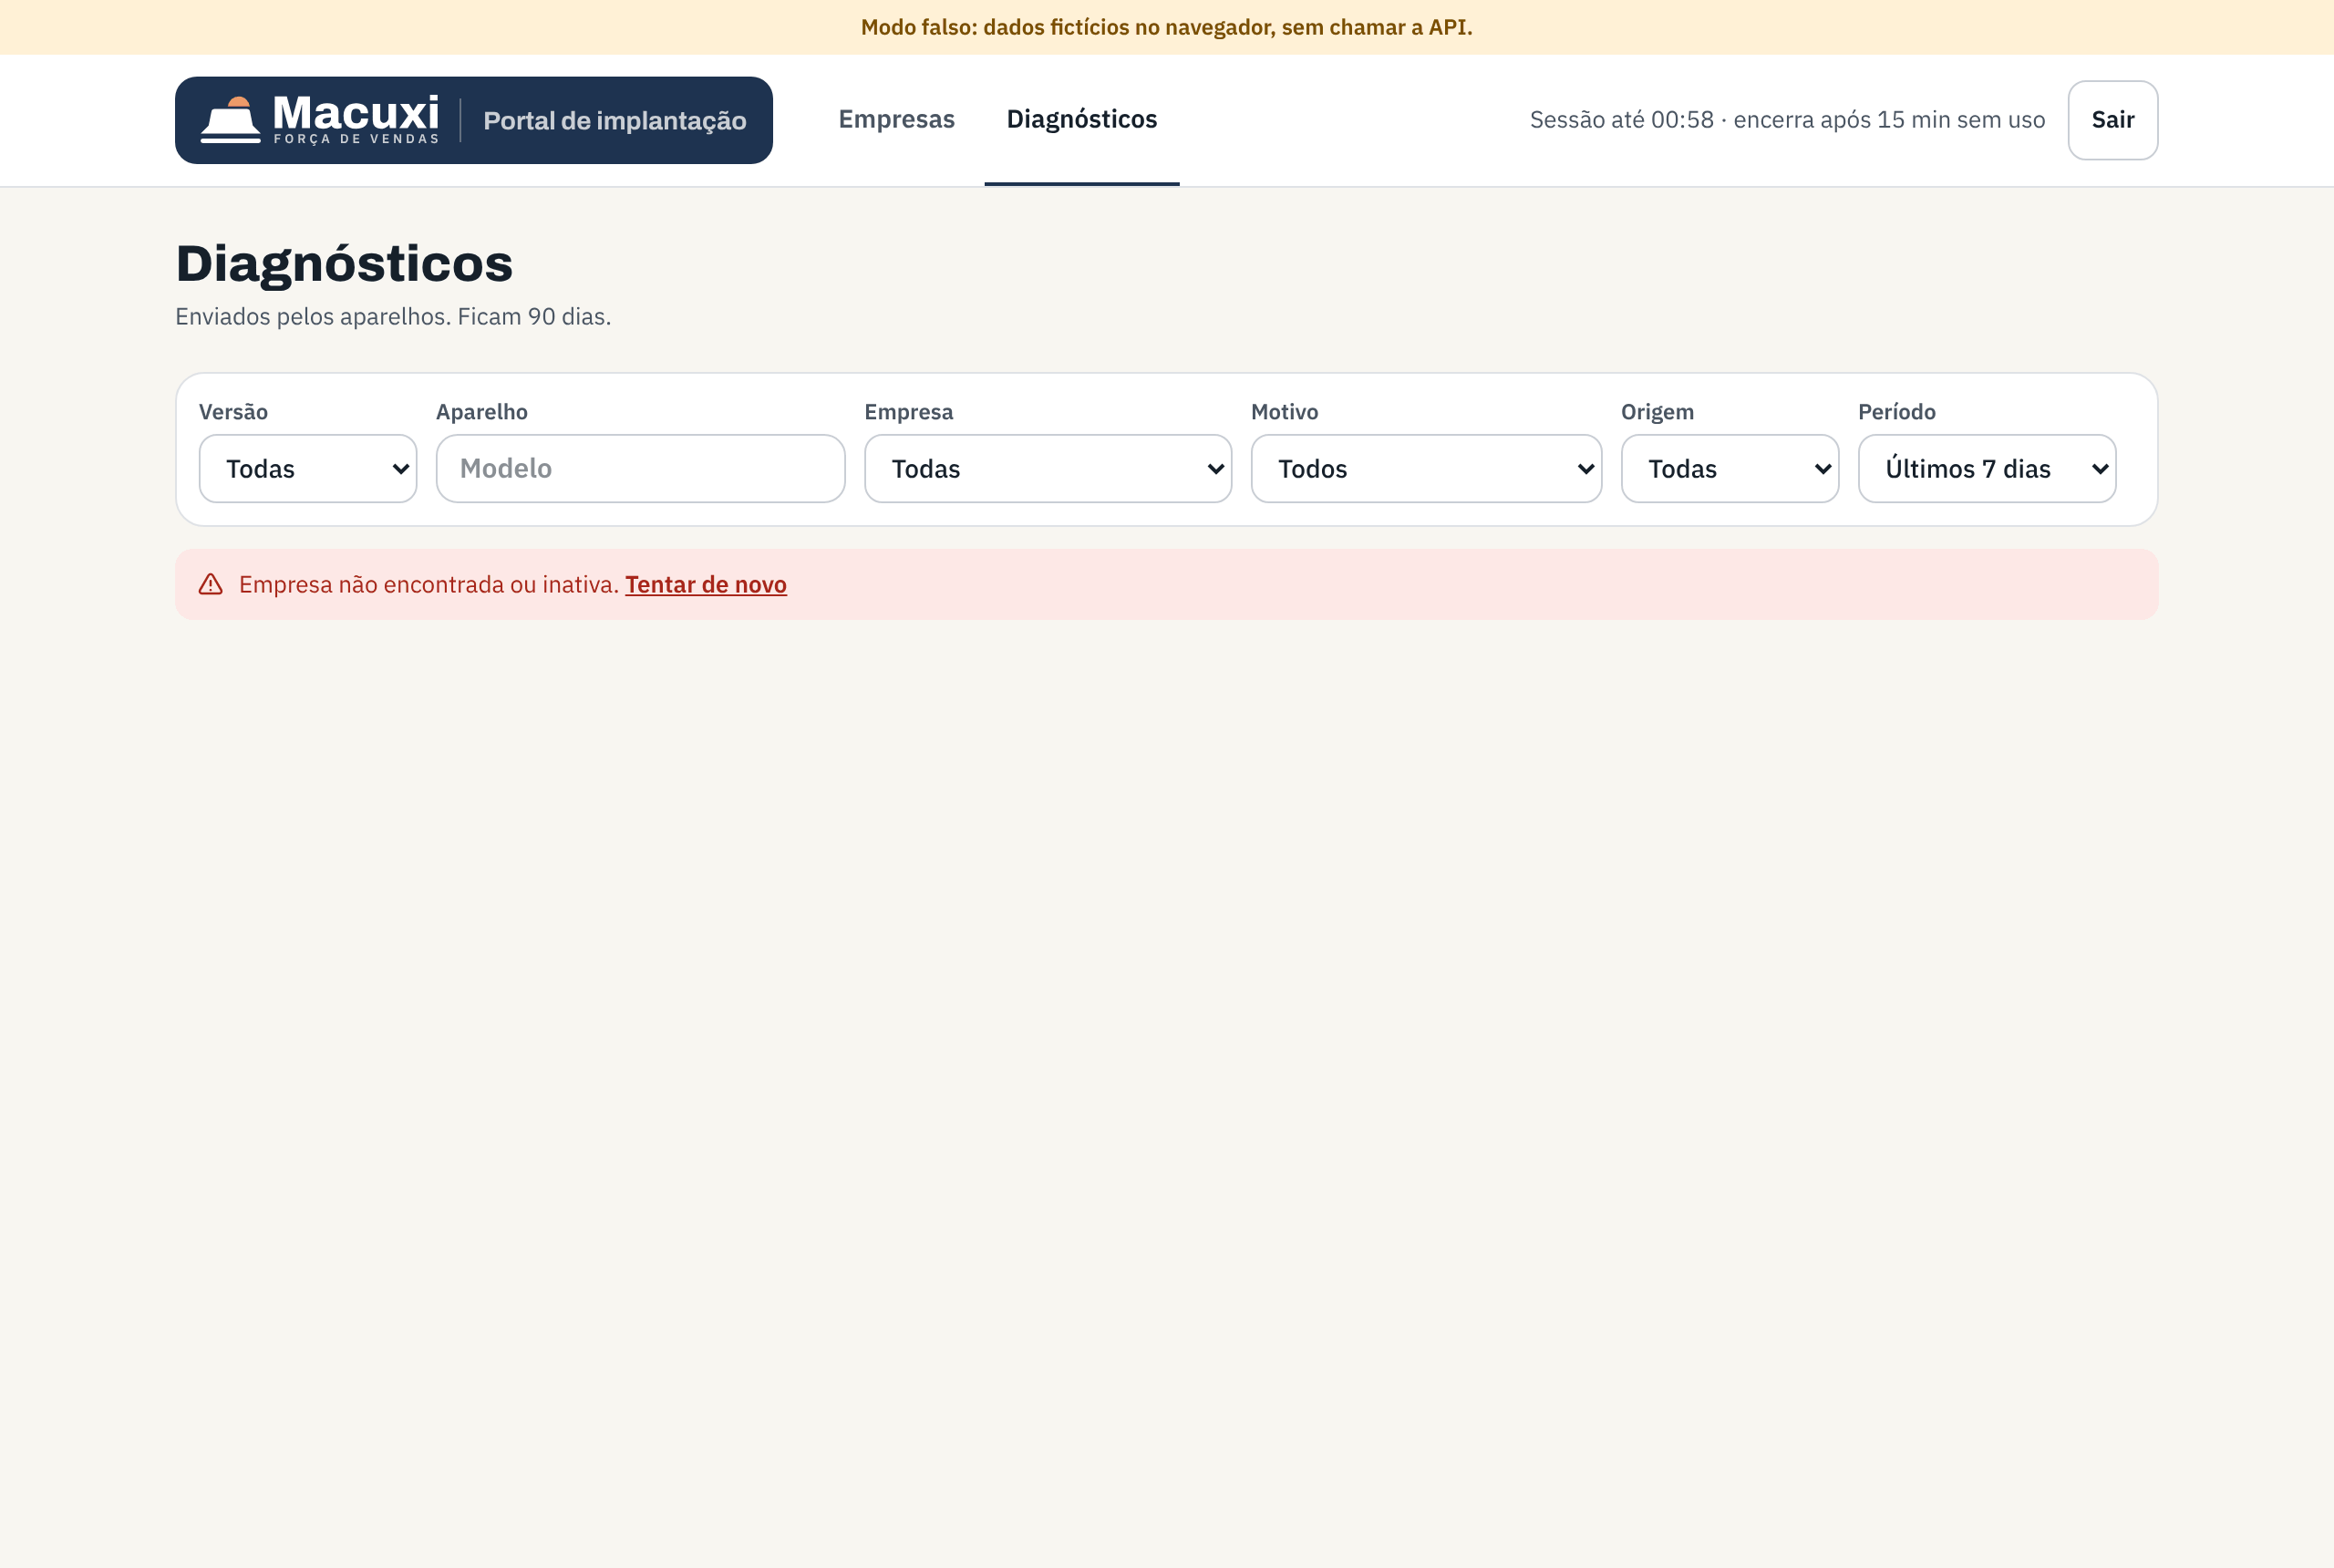 Modo falso: dados fictícios no navegador, sem chamar a API.
Macuxi
FORÇA DE VENDAS
Portal de implantação
Empresas
Diagnósticos
Sessão até 00:58 · encerra após 15 min sem uso
Sair
Diagnósticos
Enviados pelos aparelhos. Ficam 90 dias.
Versão
Aparelho
Empresa
Motivo
Origem
Período
Todas
Modelo
Todas
Todos
Todas
Últimos 7 dias
Empresa não encontrada ou inativa. Tentar de novo